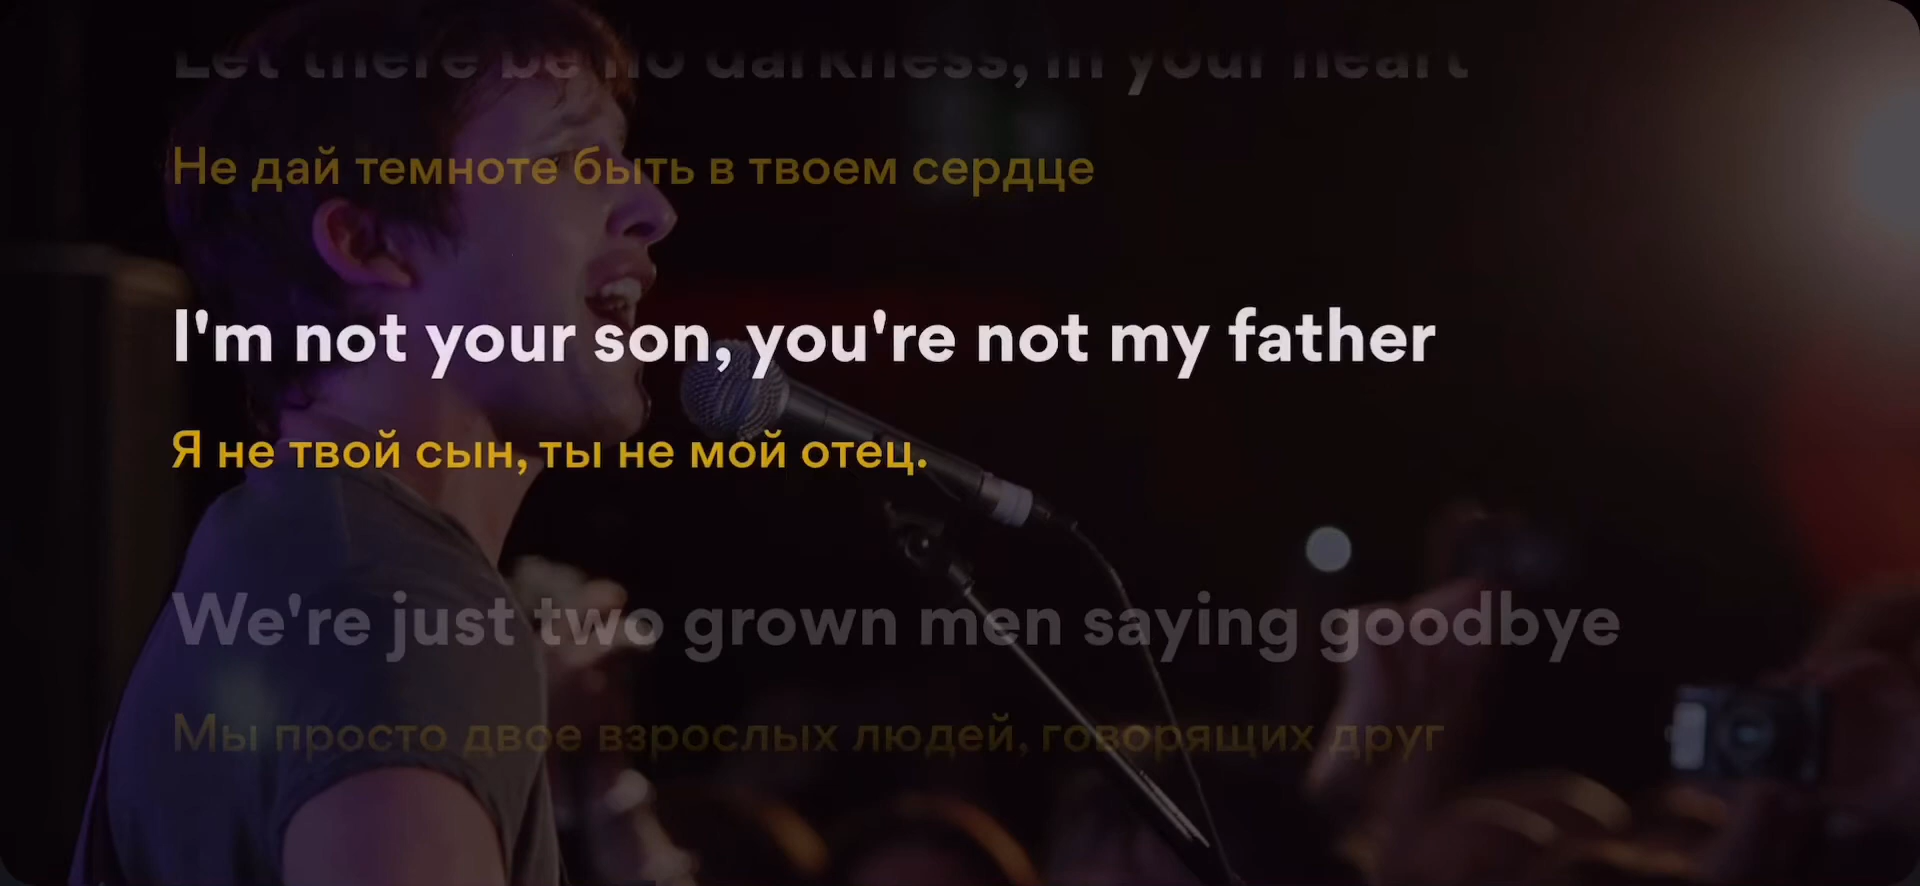 Let there be no darkness, in your heart
Не дай темноте быть в твоем сердце
I'm not your son, you're not my father
Я не твой сын, ты не мой отец.
We're just two grown men saying goodbye
Мы просто двое взрослых людей, говорящих друг